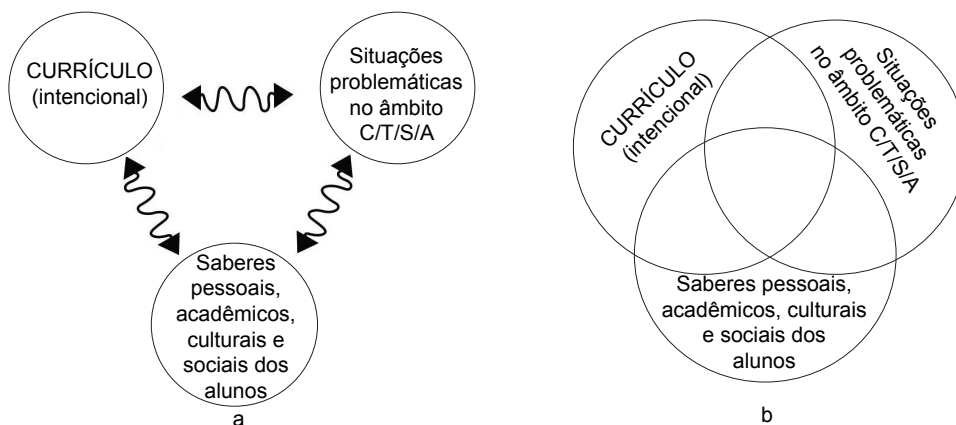 CURRÍCULO
(intencional)
Situações
problemáticas
no âmbito
C/T/S/A
Saberes
pessoais,
acadêmicos,
culturais e
sociais dos
alunos
a
CURRÍCULO
(intencional)
Situações
problemáticas
no âmbito C/T/S/A
Saberes pessoais,
acadêmicos, culturais
e sociais dos
alunos
b